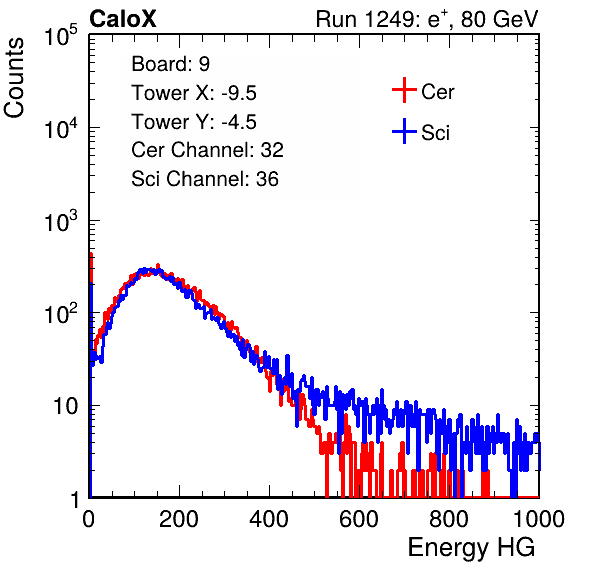 CaloX Run 1249: e⁺, 80 GeV
Counts
Board: 9
Tower X: -9.5
Tower Y: -4.5
Cer Channel: 32
Sci Channel: 36
Cer
Sci
10⁵
10⁴
10³
10²
10
1
0 200 400 600 800 1000
Energy HG